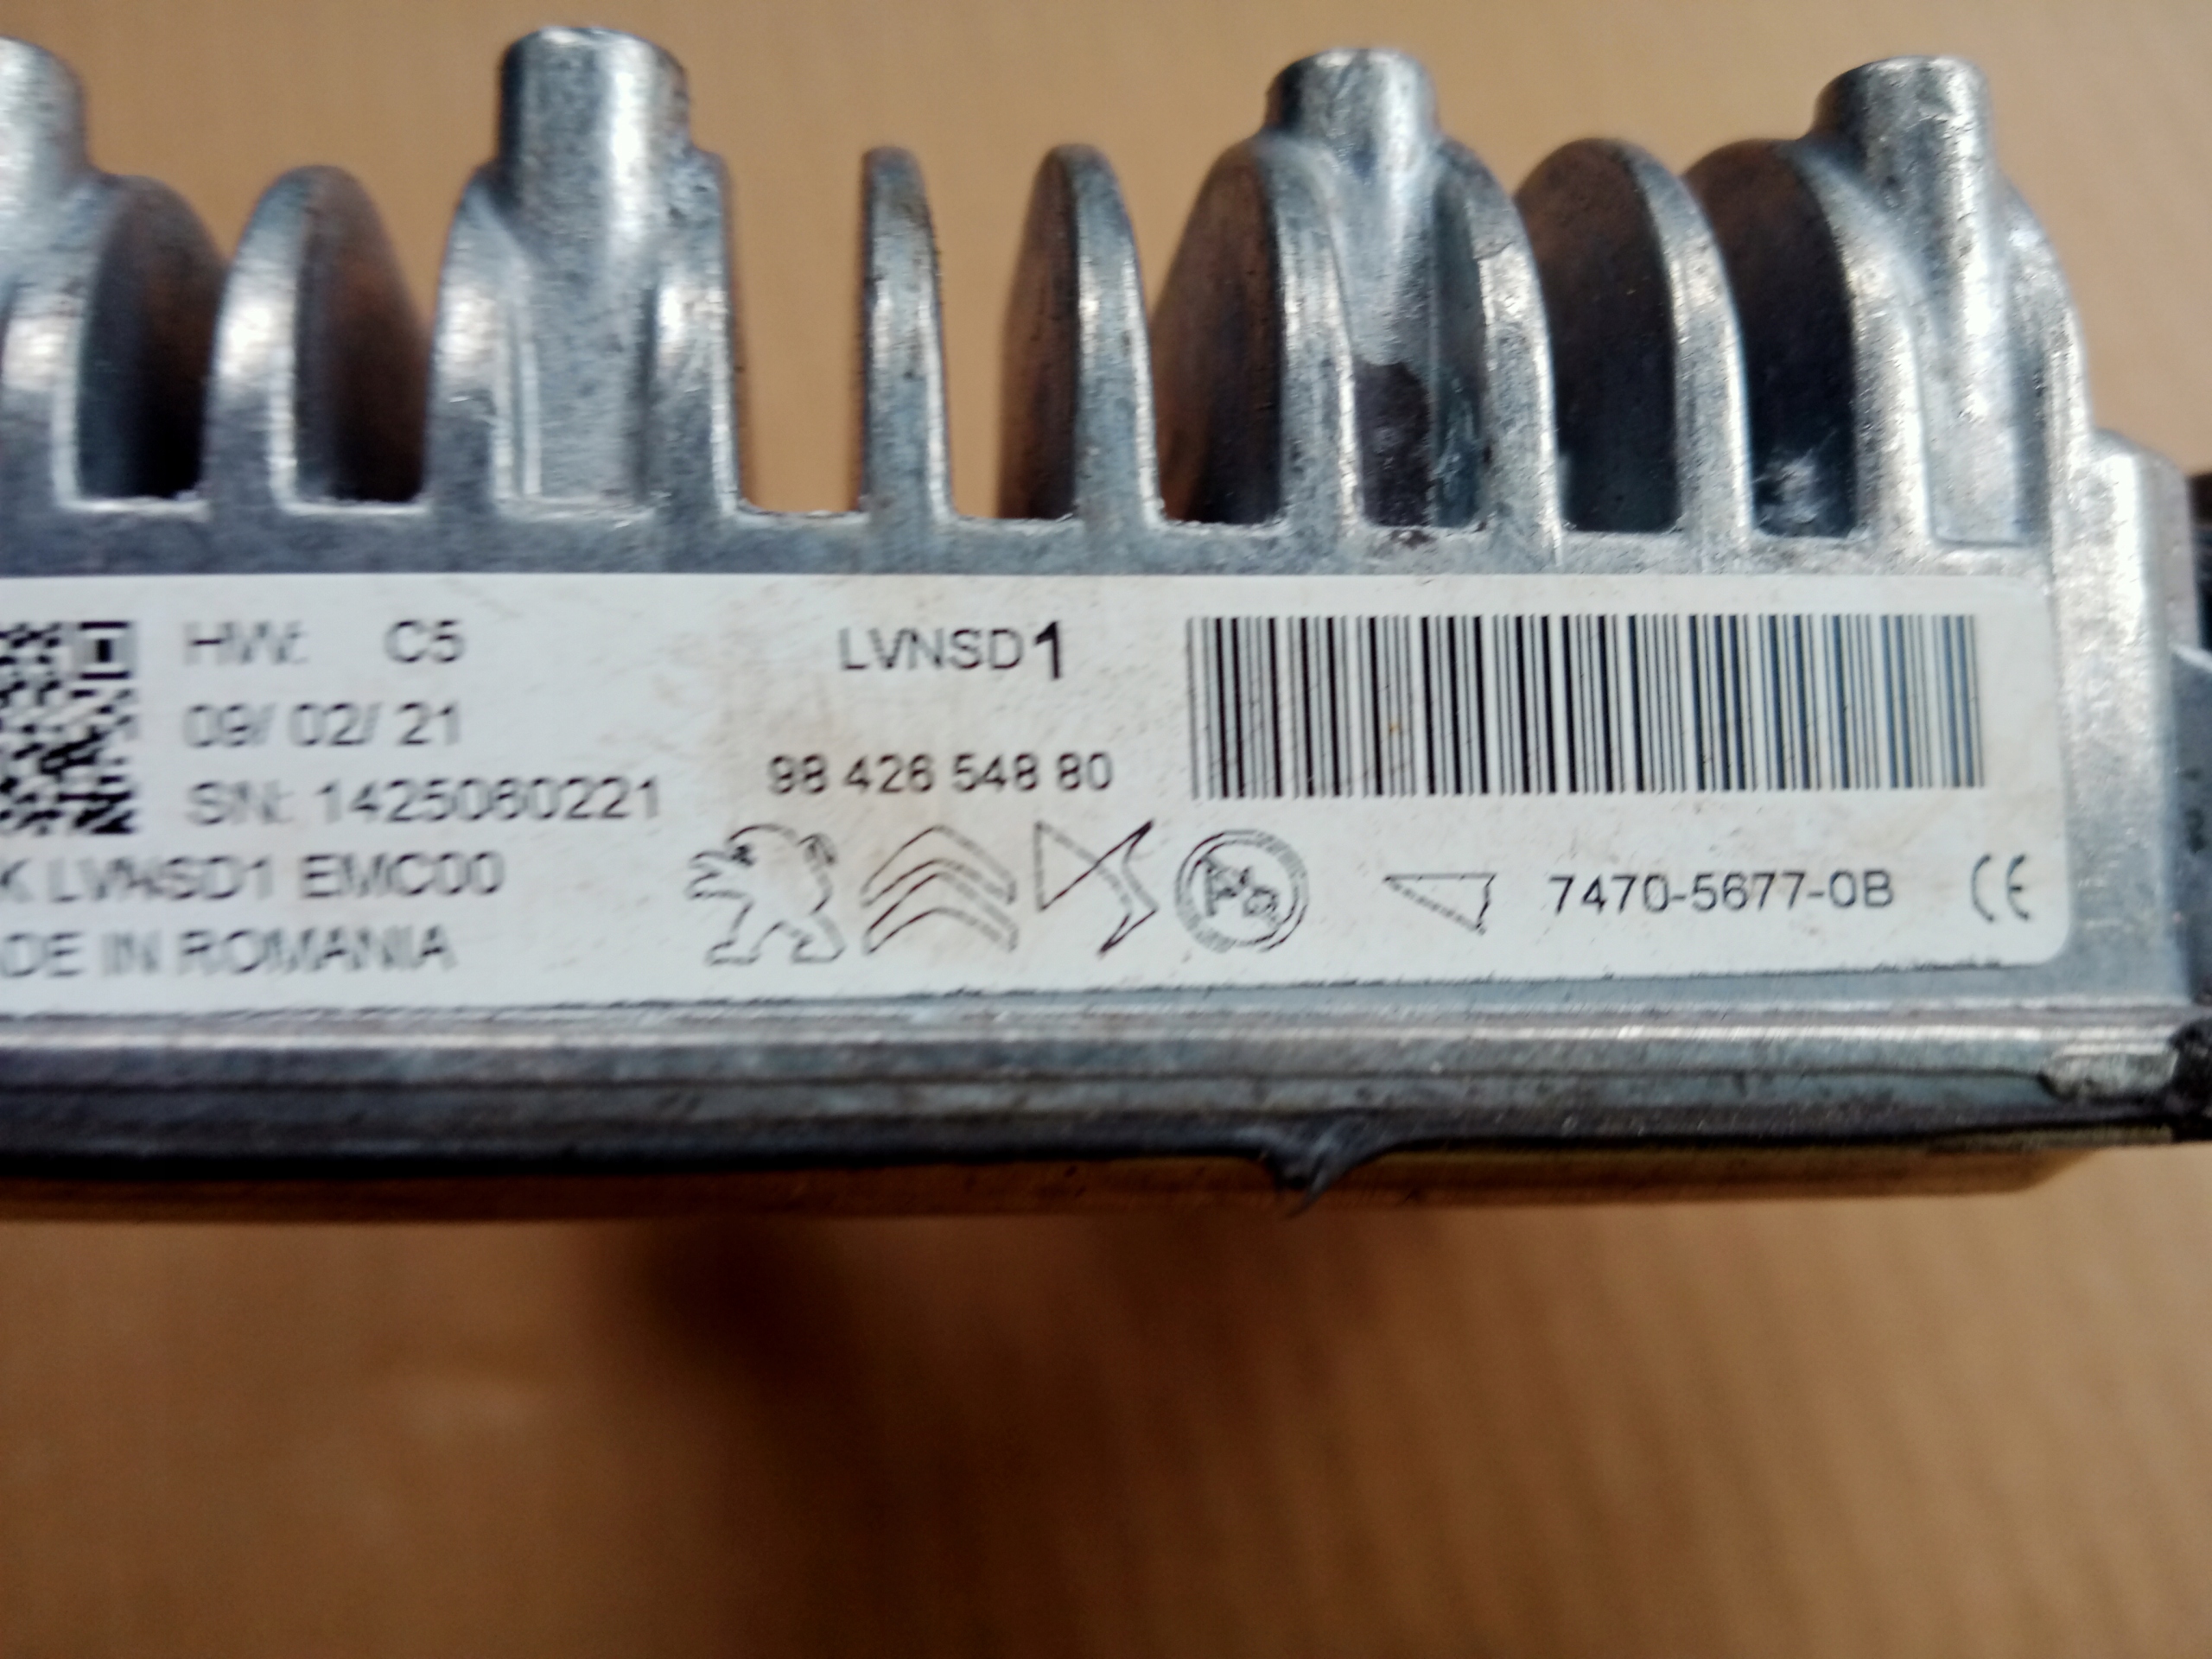 HW: C5
09/ 02/ 21
SN: 1425060221
K LVNSD1 EMC00
DE IN ROMANIA
LVNSD1
98 426 548 80
7470-5677-0B
CE